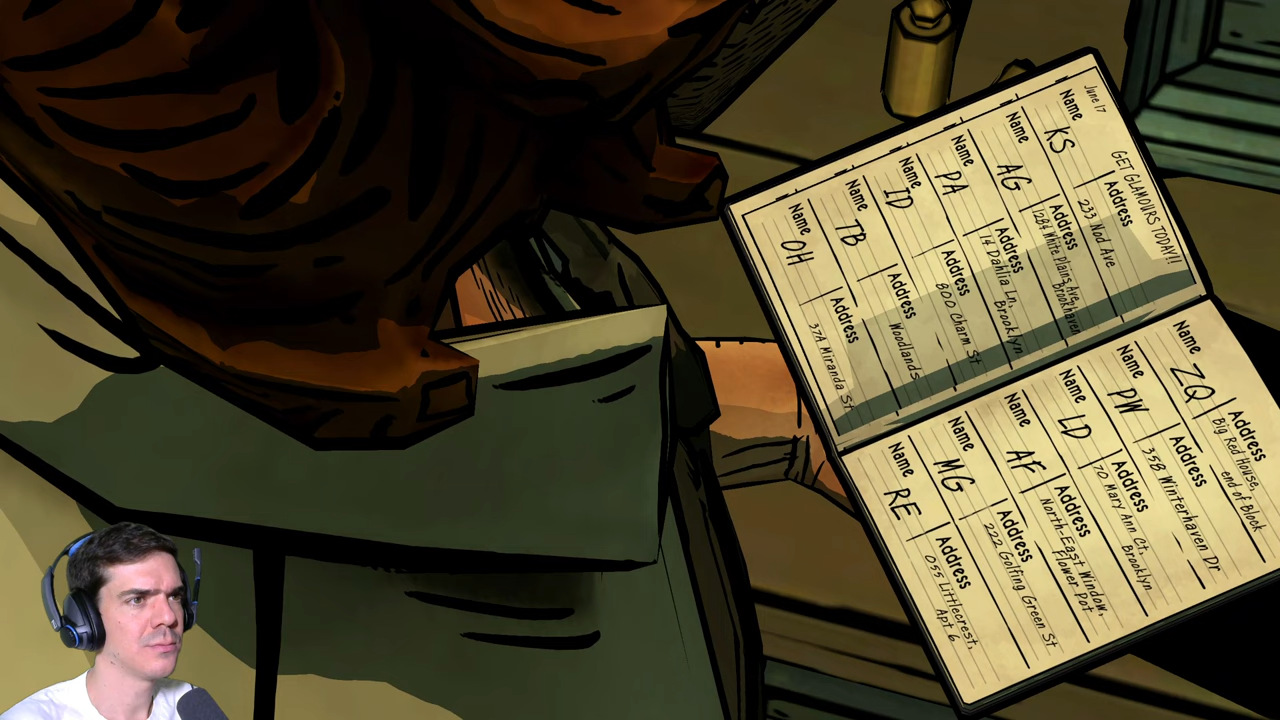 June 17
GET GLAMOURS TODAY!!
Name
KS
Address
233 Nod Ave
Name
AG
Address
1284 White Plains Ave,
Brookhaven
Name
PA
Address
14 Dahlia Ln,
Brooklyn
Name
ID
Address
800 Charm St
Name
TB
Address
Woodlands
Name
OH
Address
37A Miranda St
Name
ZQ
Address
Big Red House,
end of Block
Name
PW
Address
358 Winterhaven Dr
Name
LD
Address
70 Mary Ann Ct,
Brooklyn
Name
AF
Address
North-East Window,
Flower Pot
Name
MG
Address
222 Golfing Green St
Name
RE
Address
055 Littlecrest,
Apt 6